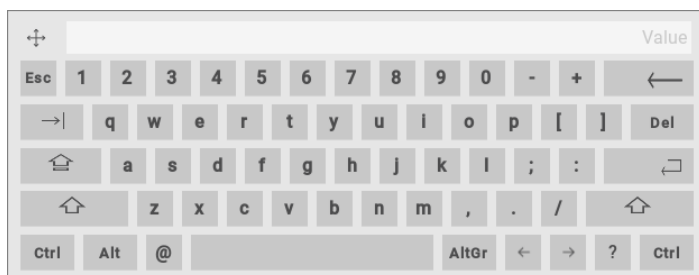 Value
Esc 1 2 3 4 5 6 7 8 9 0 - + ←
→| q w e r t y u i o p [ ] Del
a s d f g h j k l ; :
z x c v b n m , . /
Ctrl Alt @ AltGr ← → ? Ctrl